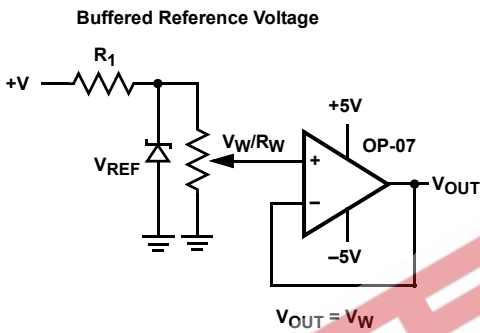 Buffered Reference Voltage
R1
+V
VREF
VW/RW
+5V
OP-07
+
–
VOUT
–5V
VOUT = VW